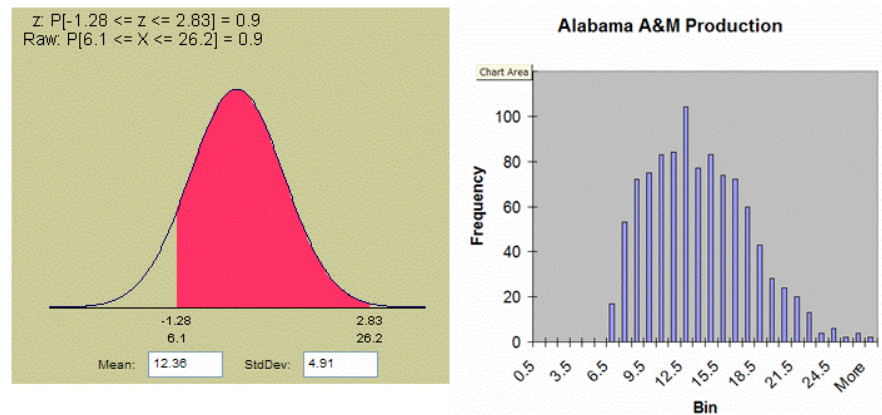 z: P[-1.28 <= z <= 2.83] = 0.9
Raw: P[6.1 <= X <= 26.2] = 0.9
-1.28 2.83
6.1 26.2
Mean: 12.36 StdDev: 4.91
Alabama A&M Production
Chart Area
Frequency
100
80
60
40
20
0
0.5 3.5 6.5 9.5 12.5 15.5 18.5 21.5 24.5 More
Bin